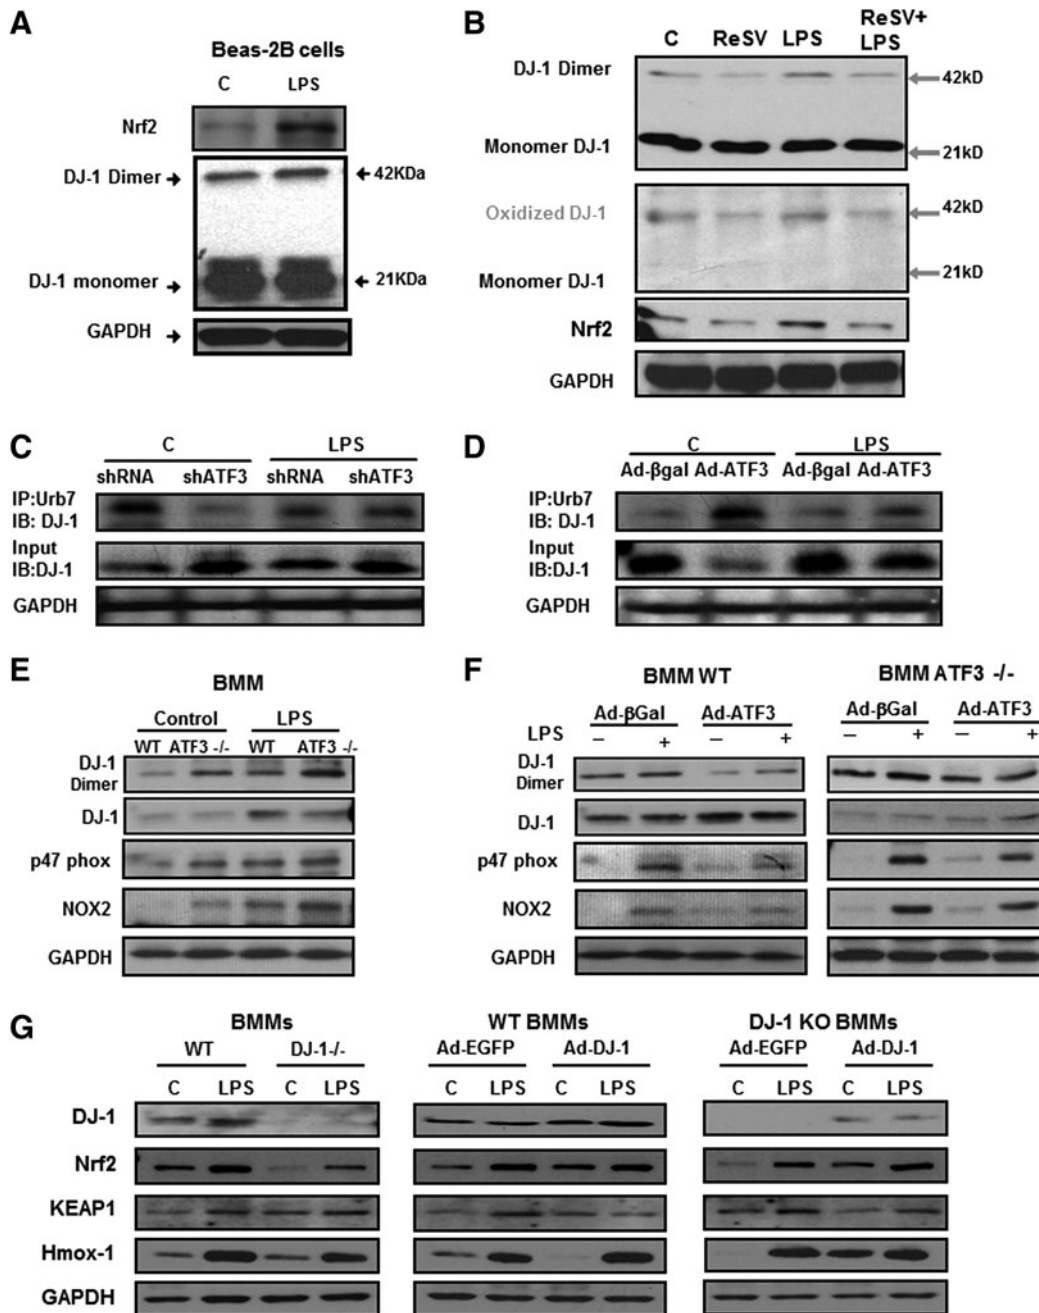 A
Beas-2B cells
C LPS
Nrf2
DJ-1 Dimer 42KDa
DJ-1 monomer 21KDa
GAPDH
B
C ReSV LPS ReSV+
LPS
DJ-1 Dimer 42kD
Monomer DJ-1 21kD
Oxidized DJ-1 42kD
Monomer DJ-1 21kD
Nrf2
GAPDH
C
C LPS
shRNA shATF3 shRNA shATF3
IP:Urb7
IB: DJ-1
Input
IB:DJ-1
GAPDH
D
C LPS
Ad-βgal Ad-ATF3 Ad-βgal Ad-ATF3
IP:Urb7
IB: DJ-1
Input
IB:DJ-1
GAPDH
E
BMM
Control LPS
WT ATF3 -/- WT ATF3 -/-
DJ-1
Dimer
DJ-1
p47 phox
NOX2
GAPDH
F
BMM WT BMM ATF3 -/-
Ad-βGal Ad-ATF3 Ad-βGal Ad-ATF3
LPS – + – + – + – +
DJ-1
Dimer
DJ-1
p47 phox
NOX2
GAPDH
G
BMMs WT BMMs DJ-1 KO BMMs
WT DJ-1-/- Ad-EGFP Ad-DJ-1 Ad-EGFP Ad-DJ-1
C LPS C LPS C LPS C LPS C LPS C LPS
DJ-1
Nrf2
KEAP1
Hmox-1
GAPDH